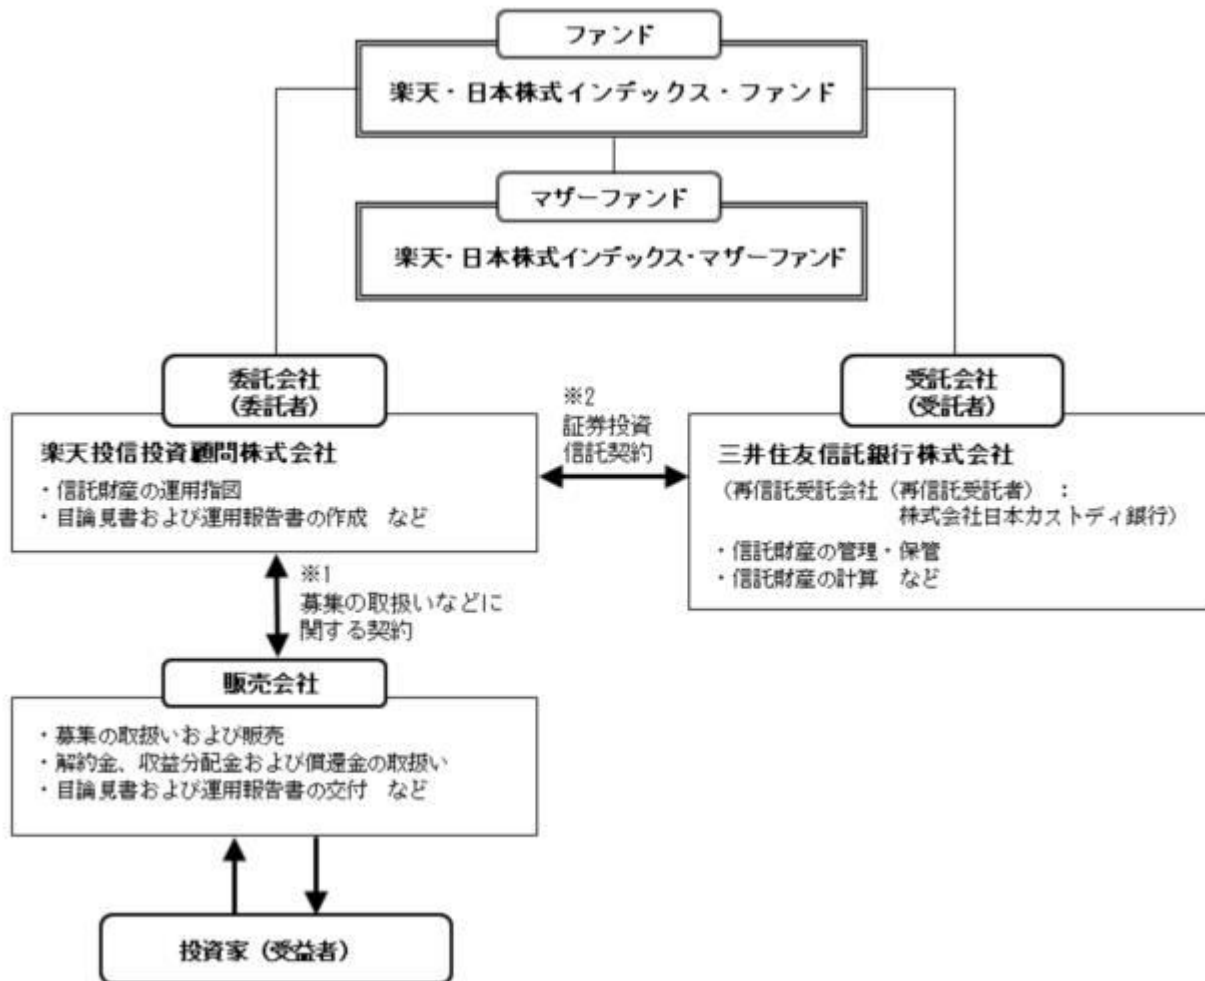 ファンド
楽天・日本株式インデックス・ファンド
マザーファンド
楽天・日本株式インデックス・マザーファンド
委託会社
(委託者)
楽天投信投資顧問株式会社
・信託財産の運用指図
・目論見書および運用報告書の作成 など
※2
証券投資
信託契約
受託会社
(受託者)
三井住友信託銀行株式会社
(再信託受託会社(再信託受託者) :
株式会社日本カストディ銀行)
・信託財産の管理・保管
・信託財産の計算 など
※1
募集の取扱いなどに
関する契約
販売会社
・募集の取扱いおよび販売
・解約金、収益分配金および償還金の取扱い
・目論見書および運用報告書の交付 など
投資家(受益者)